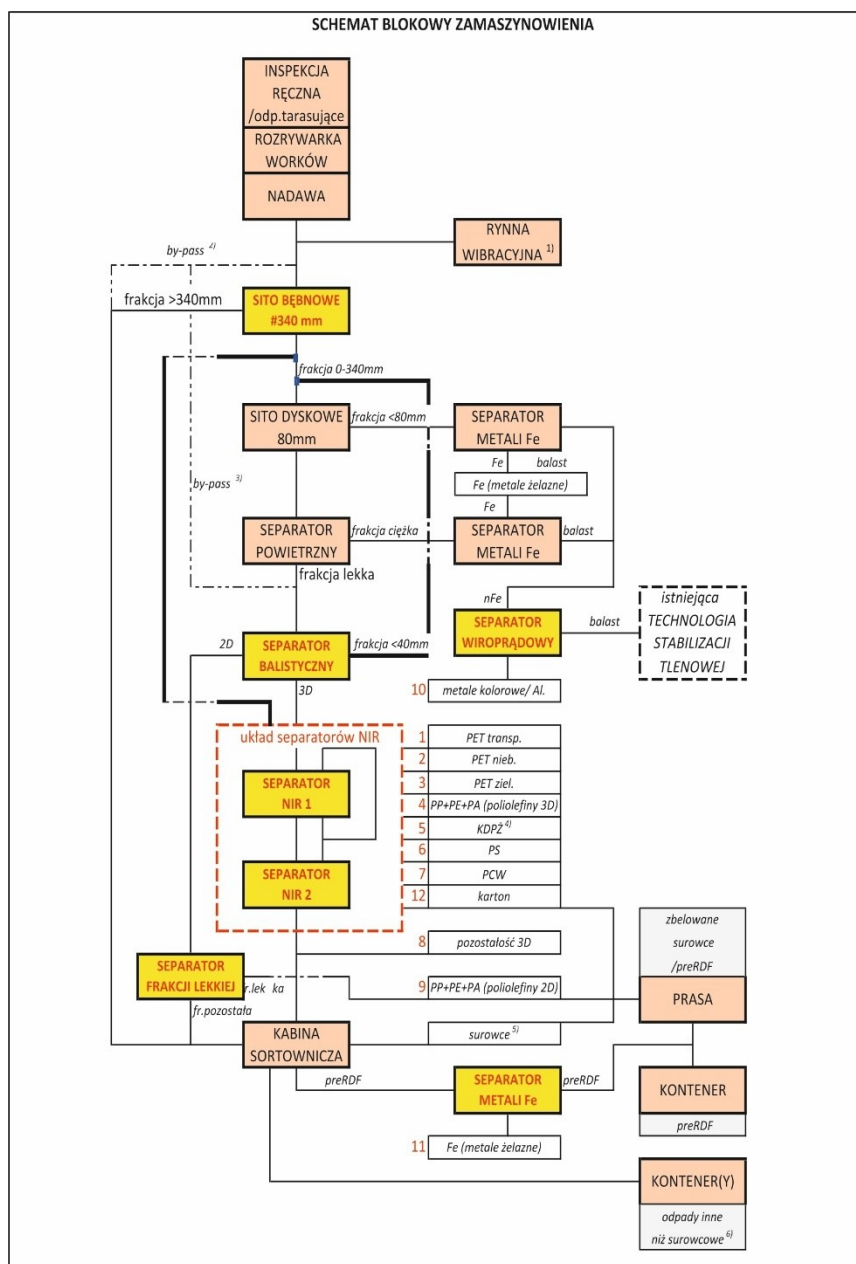 SCHEMAT BLOKOWY ZAMASZYNOWIENIA
INSPEKCJA
RĘCZNA
/odp.tarasujące
ROZRYWARKA
WORKÓW
NADAWA
RYNNA
WIBRACYJNA 1)
by-pass 2)
frakcja >340mm
SITO BĘBNOWE
#340 mm
frakcja 0-340mm
SITO DYSKOWE
80mm
frakcja <80mm
SEPARATOR
METALI Fe
Fe
balast
Fe (metale żelazne)
Fe
by-pass 3)
SEPARATOR
POWIETRZNY
frakcja ciężka
SEPARATOR
METALI Fe
balast
frakcja lekka
nFe
2D
SEPARATOR
BALISTYCZNY
frakcja <40mm
SEPARATOR
WIROPRĄDOWY
balast
istniejąca
TECHNOLOGIA
STABILIZACJI
TLENOWEJ
3D
10 metale kolorowe/ Al.
układ separatorów NIR
1 PET transp.
2 PET nieb.
3 PET ziel.
4 PP+PE+PA (poliolefiny 3D)
5 KDPŻ 4)
6 PS
7 PCW
12 karton
SEPARATOR
NIR 1
SEPARATOR
NIR 2
8 pozostałość 3D
zbelowane
surowce
/preRDF
PRASA
SEPARATOR
FRAKCJI LEKKIEJ
r.lek ka
9 PP+PE+PA (poliolefiny 2D)
fr.pozostała
KABINA
SORTOWNICZA
surowce 5)
preRDF
SEPARATOR
METALI Fe
preRDF
KONTENER
preRDF
11 Fe (metale żelazne)
KONTENER(Y)
odpady inne
niż surowcowe 6)